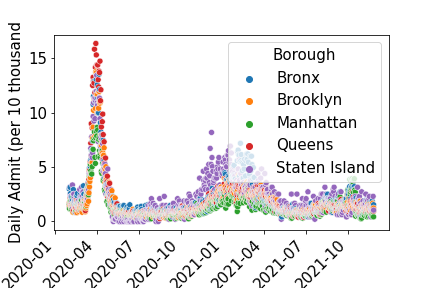 Daily Admit (per 10 thousand
15
10
5
0
Borough
Bronx
Brooklyn
Manhattan
Queens
Staten Island
2020-01
2020-04
2020-07
2020-10
2021-01
2021-04
2021-07
2021-10